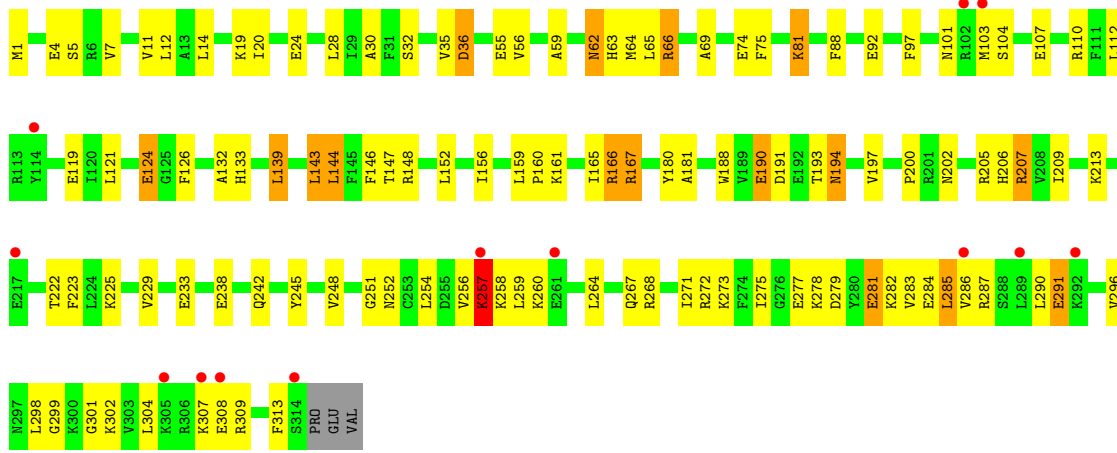 M1 E4 S5 R6 V7 V11 L12 A13 L14 K19 I20 E24 L28 I29 A30 F31 S32 V35 D36 E55 V56 A59 N62 H63 M64 L65 R66 A69 E74 F75 K81 F88 E92 F97 N101 R102 M103 S104 E107 R110 F111 L112
R113 Y114 E119 I120 L121 E124 G125 F126 A132 H133 L139 L143 L144 F145 F146 T147 R148 L152 I156 L159 P160 K161 I165 R166 R167 Y180 A181 W188 V189 E190 D191 E192 T193 N194 V197 P200 R201 N202 R205 H206 R207 V208 I209 K213
E217 T222 F223 L224 K225 V229 E233 E238 Q242 Y245 V248 G251 N252 C253 L254 D255 V256 K257 K258 L259 K260 E261 L264 Q267 R268 I271 R272 K273 F274 I275 G276 E277 K278 D279 Y280 E281 K282 V283 E284 L285 V286 R287 S288 L289 L290 E291 K292 V296
N297 L298 G299 K300 G301 K302 V303 L304 K305 R306 K307 E308 R309 F313 S314 PRO GLU VAL